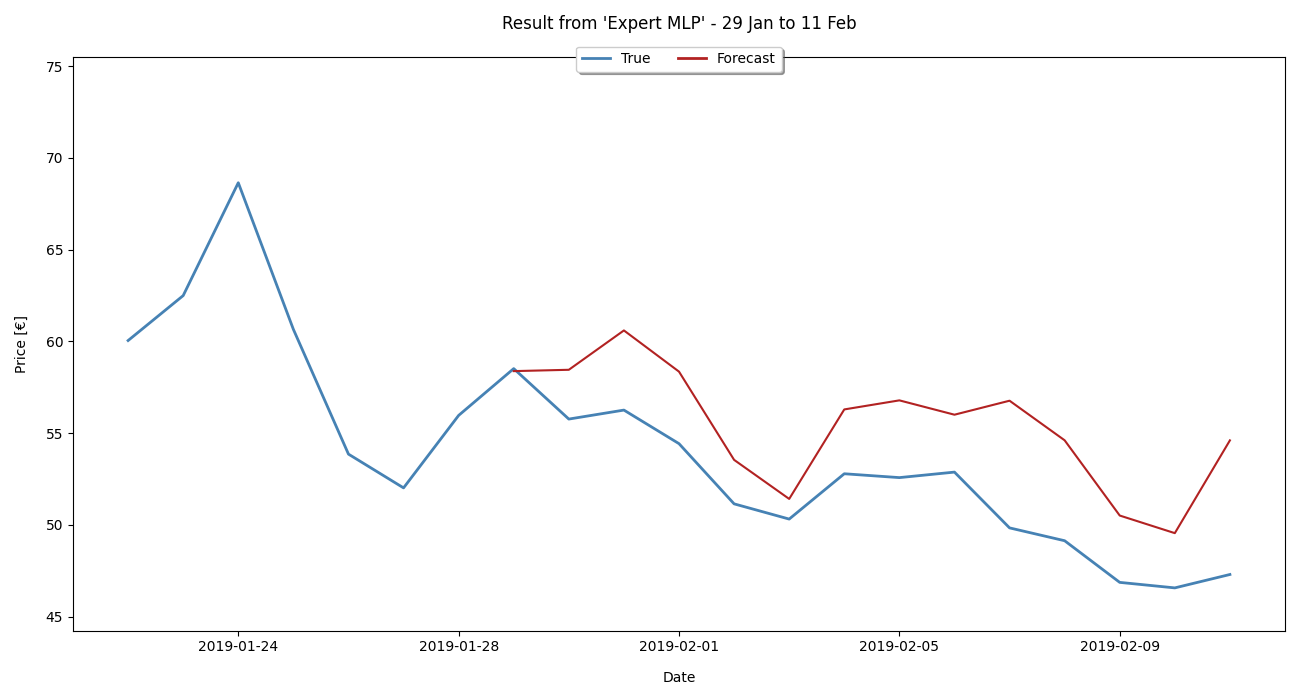 Result from 'Expert MLP' - 29 Jan to 11 Feb
True Forecast
75
70
65
60
55
50
45
Price [€]
2019-01-24 2019-01-28 2019-02-01 2019-02-05 2019-02-09
Date